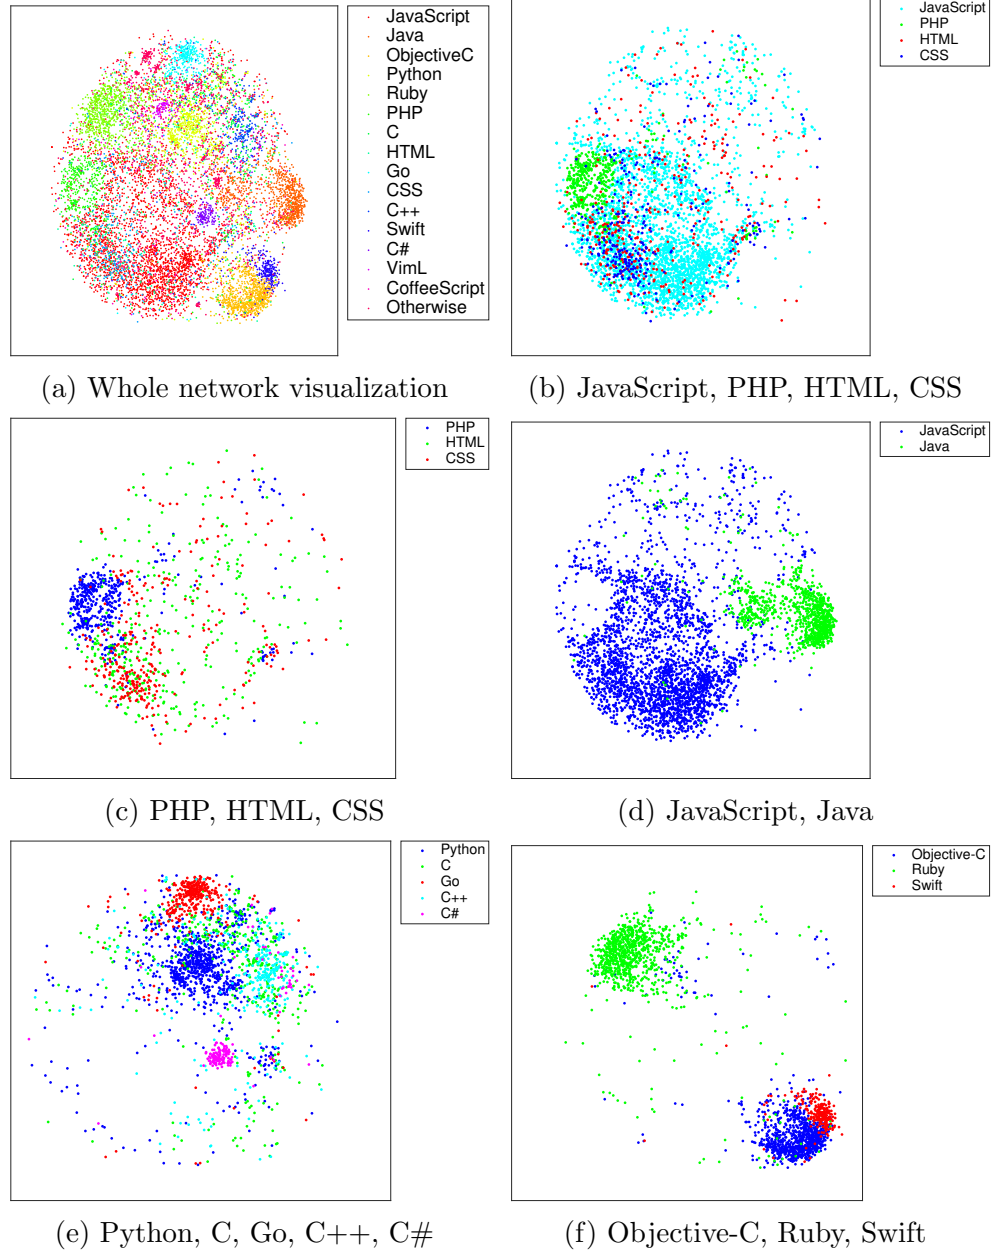 JavaScript
Java
ObjectiveC
Python
Ruby
PHP
C
HTML
Go
CSS
C++
Swift
C#
VimL
CoffeeScript
Otherwise
(a) Whole network visualization
JavaScript
PHP
HTML
CSS
(b) JavaScript, PHP, HTML, CSS
PHP
HTML
CSS
(c) PHP, HTML, CSS
JavaScript
Java
(d) JavaScript, Java
Python
C
Go
C++
C#
(e) Python, C, Go, C++, C#
Objective-C
Ruby
Swift
(f) Objective-C, Ruby, Swift